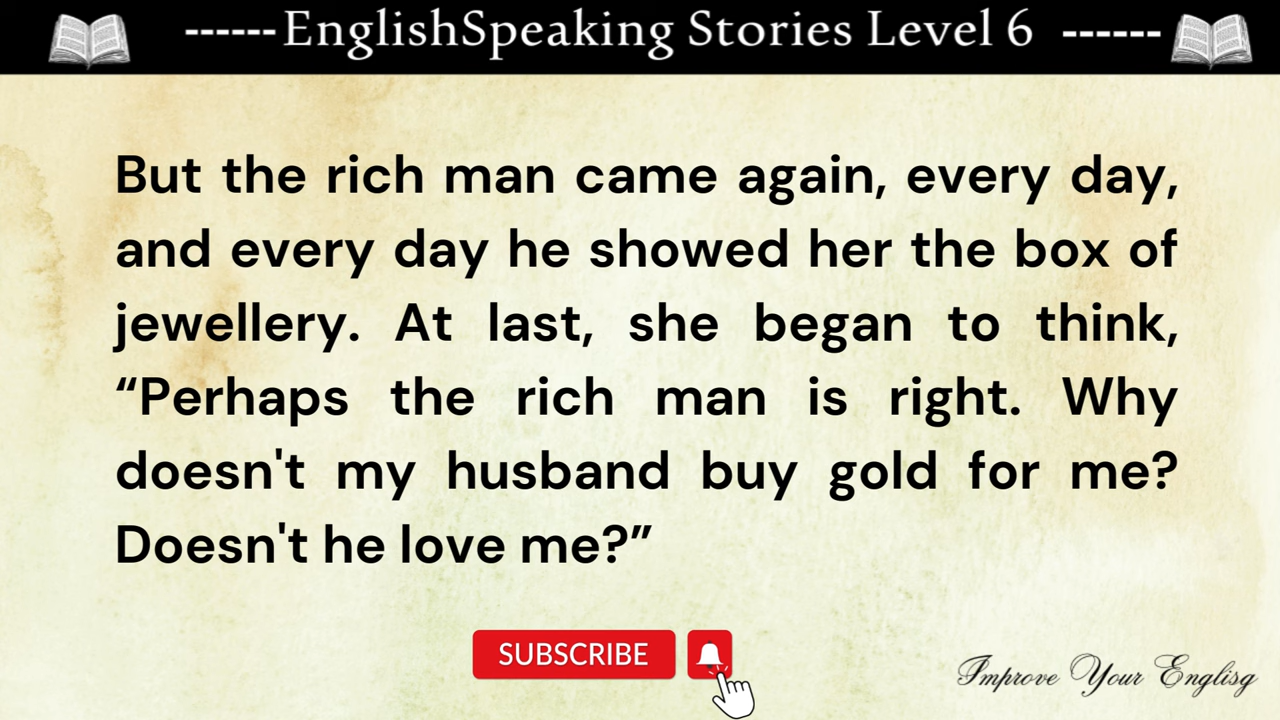 ------EnglishSpeaking Stories Level 6 ------
But the rich man came again, every day,
and every day he showed her the box of
jewellery. At last, she began to think,
“Perhaps the rich man is right. Why
doesn't my husband buy gold for me?
Doesn't he love me?”
SUBSCRIBE
Improve Your Englisg